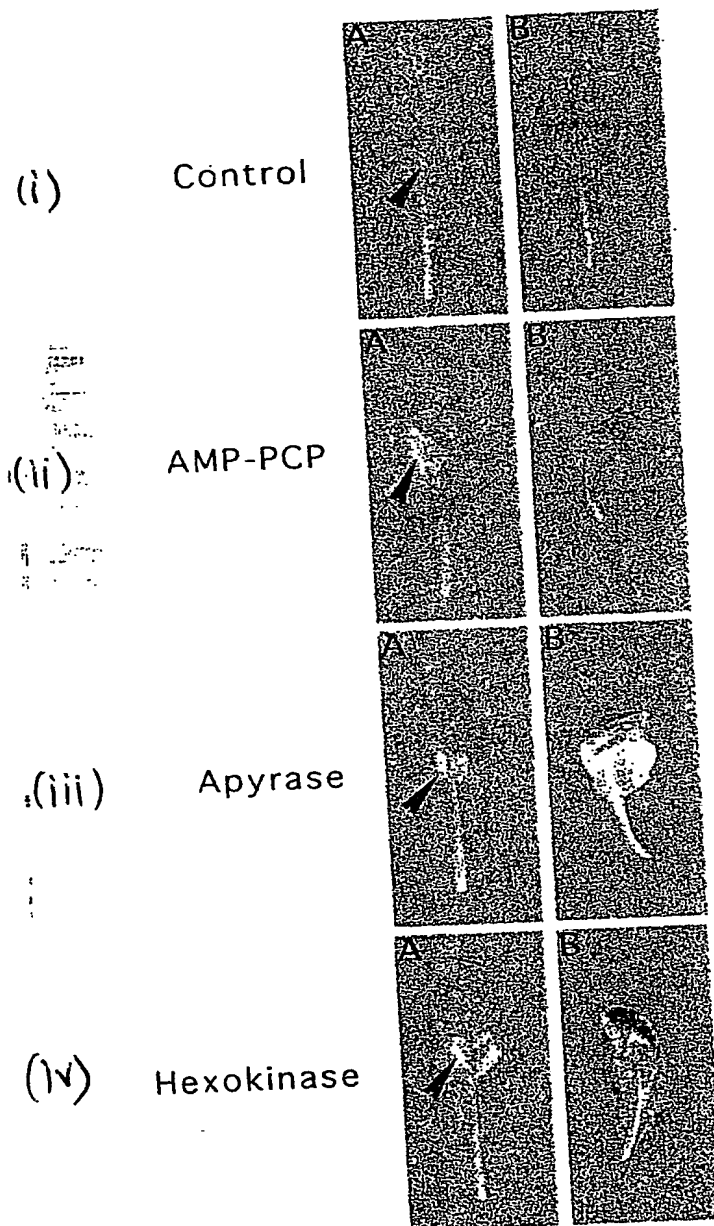 A B
(i) Control
A B
(ii) AMP-PCP
A B
(iii) Apyrase
A B
(iv) Hexokinase